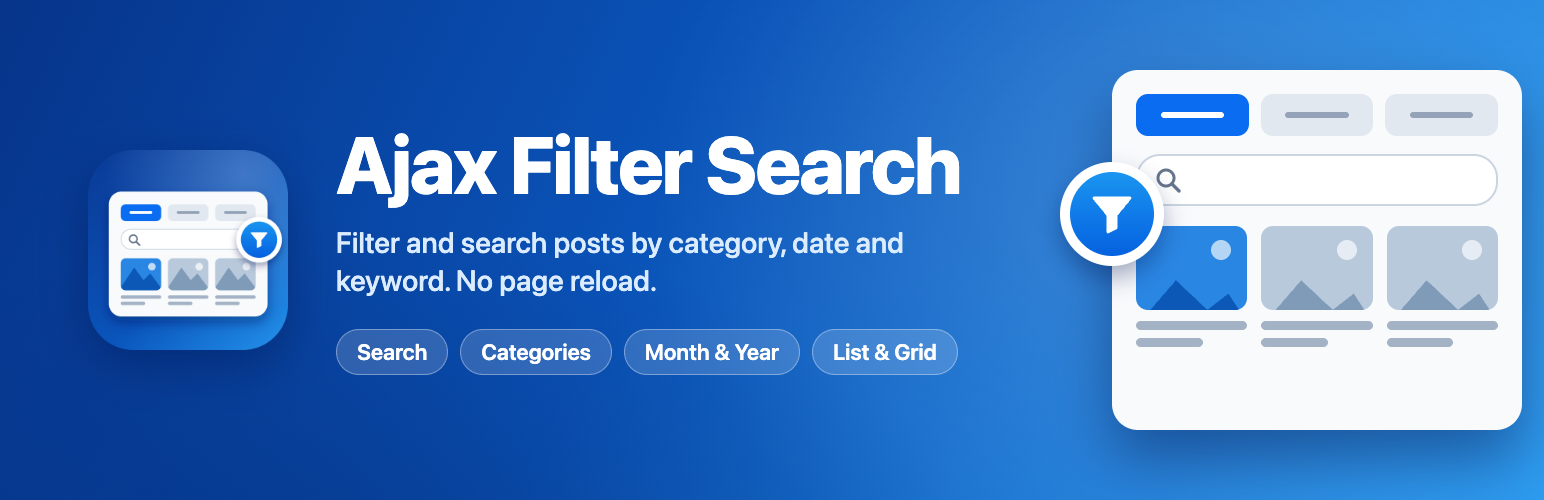 Ajax Filter Search
Filter and search posts by category, date and
keyword. No page reload.
Search
Categories
Month & Year
List & Grid